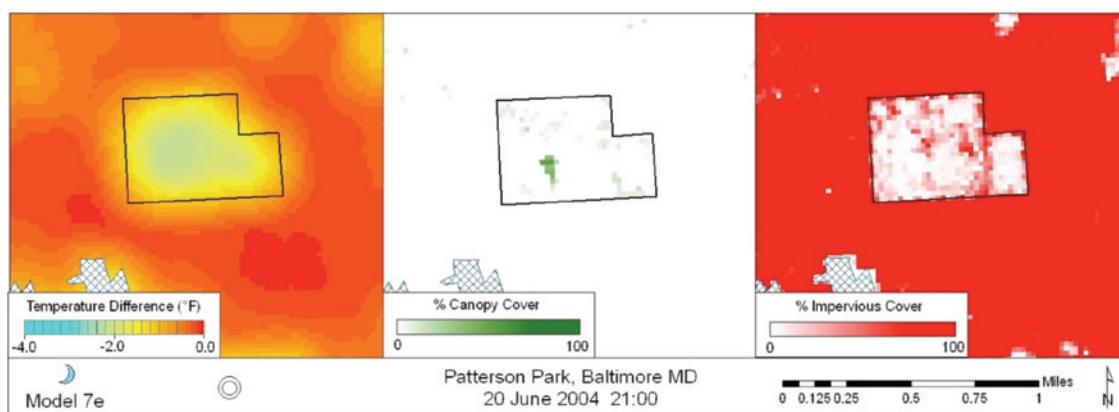 Temperature Difference (°F)
-4.0 -2.0 0.0
% Canopy Cover
0 100
% Impervious Cover
0 100
Model 7e
Patterson Park, Baltimore MD
20 June 2004 21:00
Miles
0 0.125 0.25 0.5 0.75 1
N